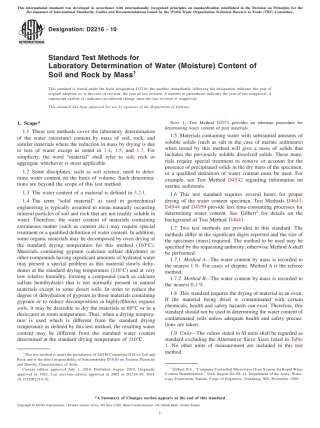 This international standard was developed in accordance with internationally recognized principles on standardization established in the Decision on Principles for the
Development of International Standards, Guides and Recommendations issued by the World Trade Organization Technical Barriers to Trade (TBT) Committee.
Designation: D2216 − 10
Standard Test Methods for
Laboratory Determination of Water (Moisture) Content of
Soil and Rock by Mass1
This standard is issued under the fixed designation D2216; the number immediately following the designation indicates the year of
original adoption or, in the case of revision, the year of last revision. A number in parentheses indicates the year of last reapproval. A
superscript epsilon (ε) indicates an editorial change since the last revision or reapproval.
This standard has been approved for use by agencies of the Department of Defense.
1. Scope*
1.1 These test methods cover the laboratory determination
of the water (moisture) content by mass of soil, rock, and
similar materials where the reduction in mass by drying is due
to loss of water except as noted in 1.4, 1.5, and 1.7. For
simplicity, the word "material" shall refer to soil, rock or
aggregate whichever is most applicable.
1.2 Some disciplines, such as soil science, need to deter-
mine water content on the basis of volume. Such determina-
tions are beyond the scope of this test method.
1.3 The water content of a material is defined in 3.2.1.
1.4 The term "solid material" as used in geotechnical
engineering is typically assumed to mean naturally occurring
mineral particles of soil and rock that are not readily soluble in
water. Therefore, the water content of materials containing
extraneous matter (such as cement etc.) may require special
treatment or a qualified definition of water content. In addition,
some organic materials may be decomposed by oven drying at
the standard drying temperature for this method (110°C).
Materials containing gypsum (calcium sulfate dihydrate) or
other compounds having significant amounts of hydrated water
may present a special problem as this material slowly dehy-
drates at the standard drying temperature (110°C) and at very
low relative humidity, forming a compound (such as calcium
sulfate hemihydrate) that is not normally present in natural
materials except in some desert soils. In order to reduce the
degree of dehydration of gypsum in those materials containing
gypsum or to reduce decomposition in highly/fibrous organic
soils, it may be desirable to dry the materials at 60°C or in a
desiccator at room temperature. Thus, when a drying tempera-
ture is used which is different from the standard drying
temperature as defined by this test method, the resulting water
content may be different from the standard water content
determined at the standard drying temperature of 110°C.
1 This test method is under the jurisdiction of ASTM Committee D18 on Soil and
Rock and is the direct responsibility of Subcommittee D18.03 on Texture, Plasticity
and Density Characteristics of Soils.
Current edition approved July 1, 2010. Published August 2010. Originally
approved in 1963. Last previous edition approved in 2005 as D2216–05. DOI:
10.1520/D2216-10.
NOTE 1—Test Method D2974 provides an alternate procedure for
determining water content of peat materials.
1.5 Materials containing water with substantial amounts of
soluble solids (such as salt in the case of marine sediments)
when tested by this method will give a mass of solids that
includes the previously soluble dissolved solids. These mate-
rials require special treatment to remove or account for the
presence of precipitated solids in the dry mass of the specimen,
or a qualified definition of water content must be used. For
example, see Test Method D4542 regarding information on
marine sediments.
1.6 This test standard requires several hours for proper
drying of the water content specimen. Test Methods D4643,
D4944 and D4959 provide less time-consuming processes for
determining water content. See Gilbert2 for details on the
background of Test Method D4643.
1.7 Two test methods are provided in this standard. The
methods differ in the significant digits reported and the size of
the specimen (mass) required. The method to be used may be
specified by the requesting authority; otherwise Method A shall
be performed.
1.7.1 Method A—The water content by mass is recorded to
the nearest 1 %. For cases of dispute, Method A is the referee
method.
1.7.2 Method B—The water content by mass is recorded to
the nearest 0.1 %.
1.8 This standard requires the drying of material in an oven.
If the material being dried is contaminated with certain
chemicals, health and safety hazards can exist. Therefore, this
standard should not be used in determining the water content of
contaminated soils unless adequate health and safety precau-
tions are taken.
1.9 Units—The values stated in SI units shall be regarded as
standard excluding the Alternative Sieve Sizes listed in Table
1. No other units of measurement are included in this test
method.
2 Gilbert, P.A., "Computer Controlled Microwave Oven System for Rapid Water
Content Determination," Tech. Report GL-88–21, Department of the Army, Water-
ways Experiment Station, Corps of Engineers, Vicksburg, MS, November 1988.
*A Summary of Changes section appears at the end of this standard
1